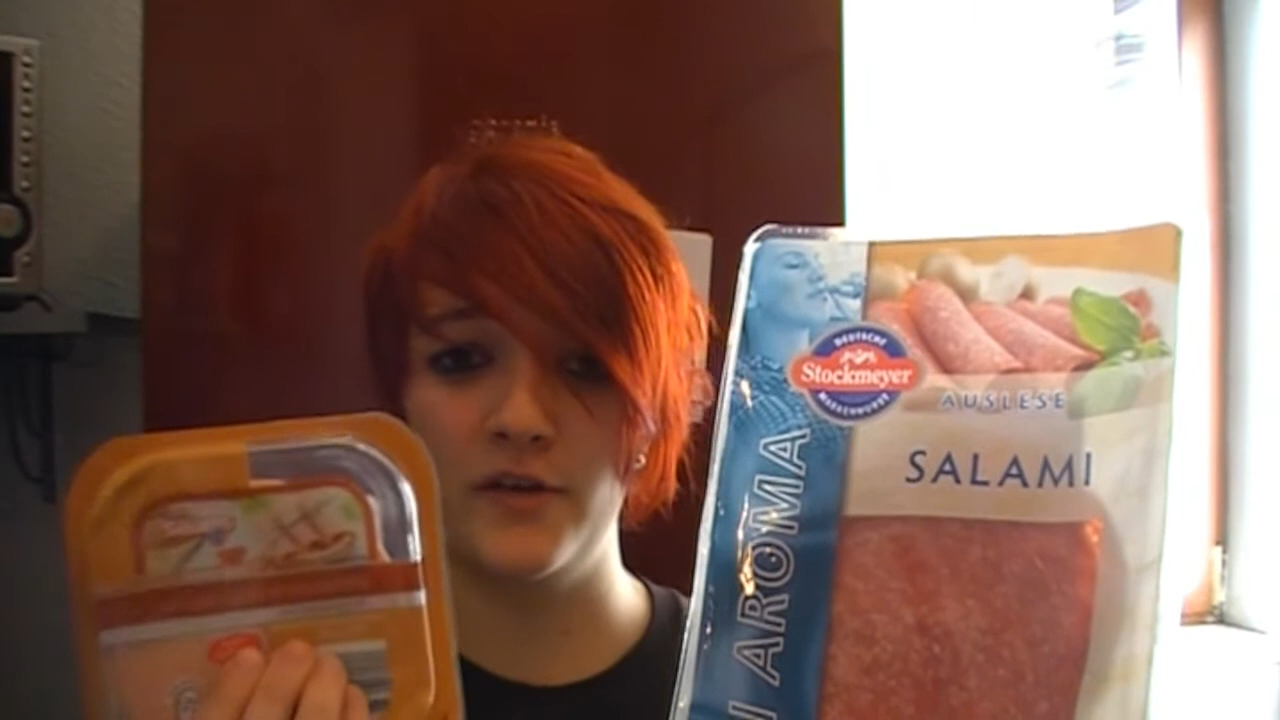 DEUTSCHE
Stockmeyer
MARKENWURST
AUSLESE
SALAMI
I AROMA